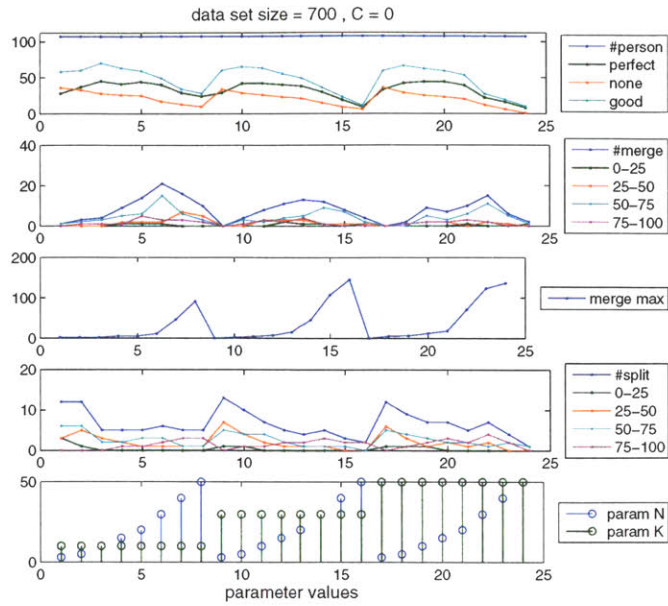 data set size = 700 , C = 0
100
50
0
0 5 10 15 20 25
#person
perfect
none
good
40
20
0
0 5 10 15 20 25
#merge
0-25
25-50
50-75
75-100
200
100
0
0 5 10 15 20 25
merge max
20
10
0
0 5 10 15 20 25
#split
0-25
25-50
50-75
75-100
50
0
0 5 10 15 20 25
parameter values
param N
param K